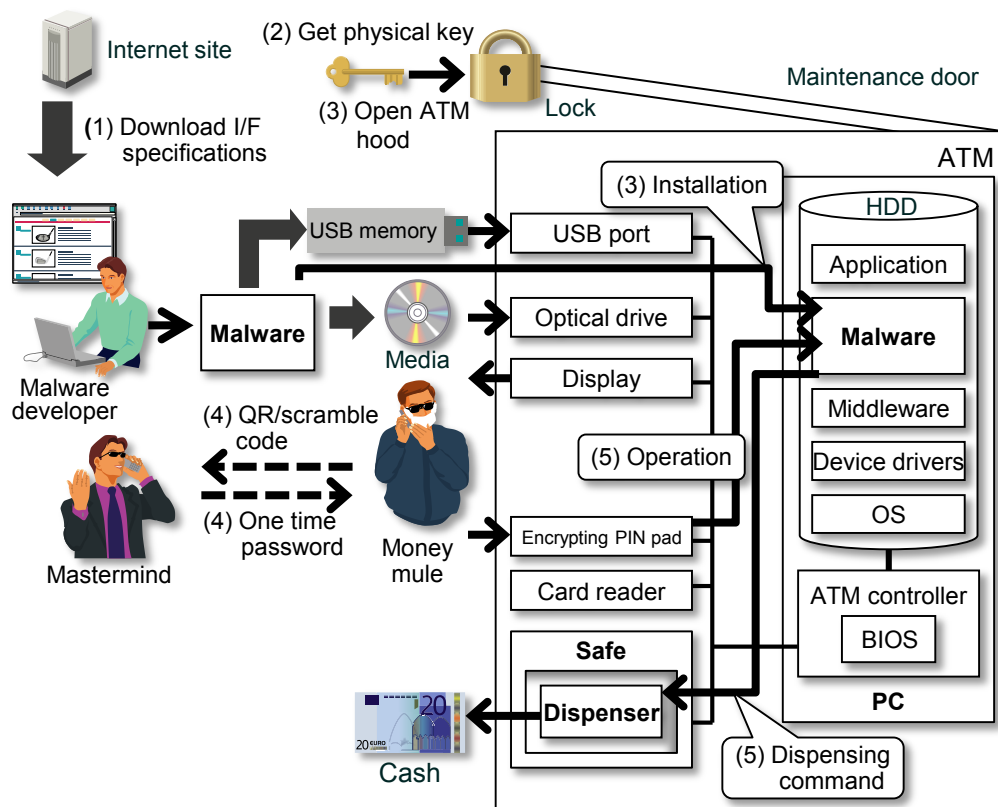 Internet site
(1) Download I/F
specifications
(2) Get physical key
(3) Open ATM
hood
Lock
Maintenance door
ATM
(3) Installation
HDD
USB memory
USB port
Application
Malware
Optical drive
Malware
Media
Display
Malware
developer
Middleware
(4) QR/scramble
code
(5) Operation
Device drivers
OS
(4) One time
password
Mastermind
Money
mule
Encrypting PIN pad
Card reader
ATM controller
BIOS
PC
Safe
Dispenser
20
20 EURO
Cash
(5) Dispensing
command